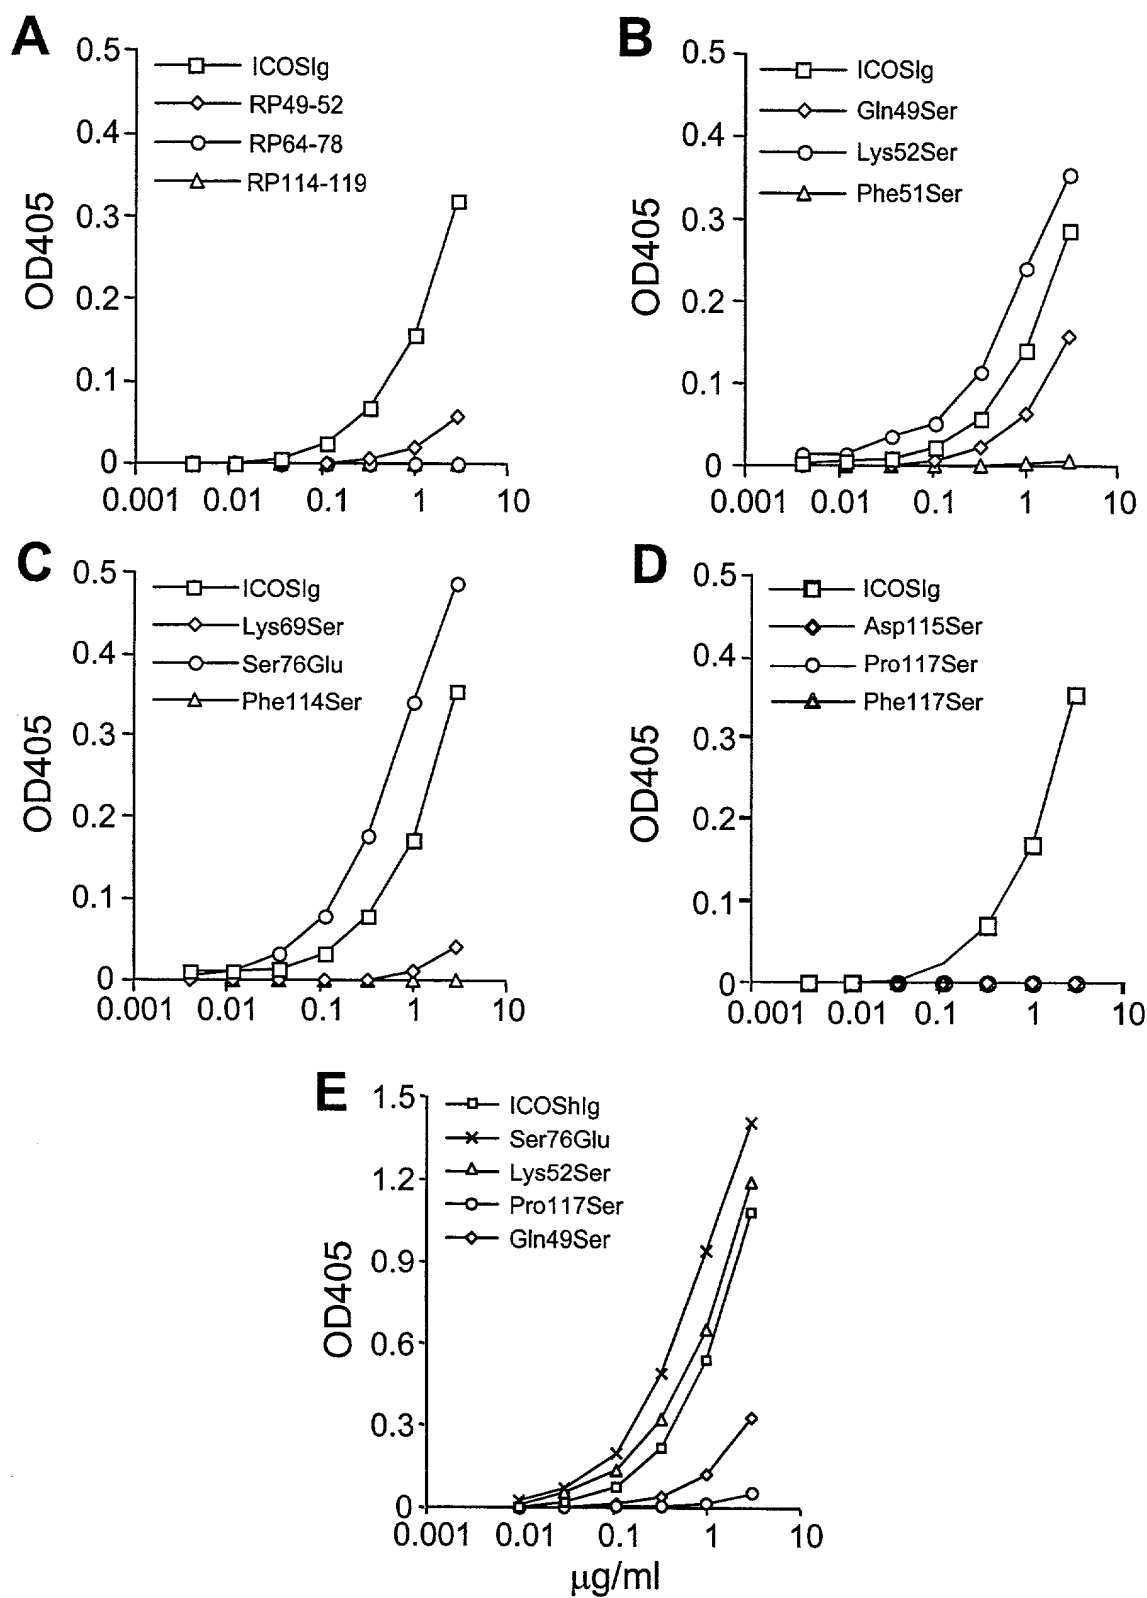 A
0.5
0.4
0.3
0.2
0.1
0
OD405
ICOSIg
RP49-52
RP64-78
RP114-119
0.001 0.01 0.1 1 10
B
0.5
0.4
0.3
0.2
0.1
0
OD405
ICOSIg
Gln49Ser
Lys52Ser
Phe51Ser
0.001 0.01 0.1 1 10
C
0.5
0.4
0.3
0.2
0.1
0
OD405
ICOSIg
Lys69Ser
Ser76Glu
Phe114Ser
0.001 0.01 0.1 1 10
D
0.5
0.4
0.3
0.2
0.1
0
OD405
ICOSIg
Asp115Ser
Pro117Ser
Phe117Ser
0.001 0.01 0.1 1 10
E
1.5
1.2
0.9
0.6
0.3
0
OD405
ICOShIg
Ser76Glu
Lys52Ser
Pro117Ser
Gln49Ser
0.001 0.01 0.1 1 10
µg/ml